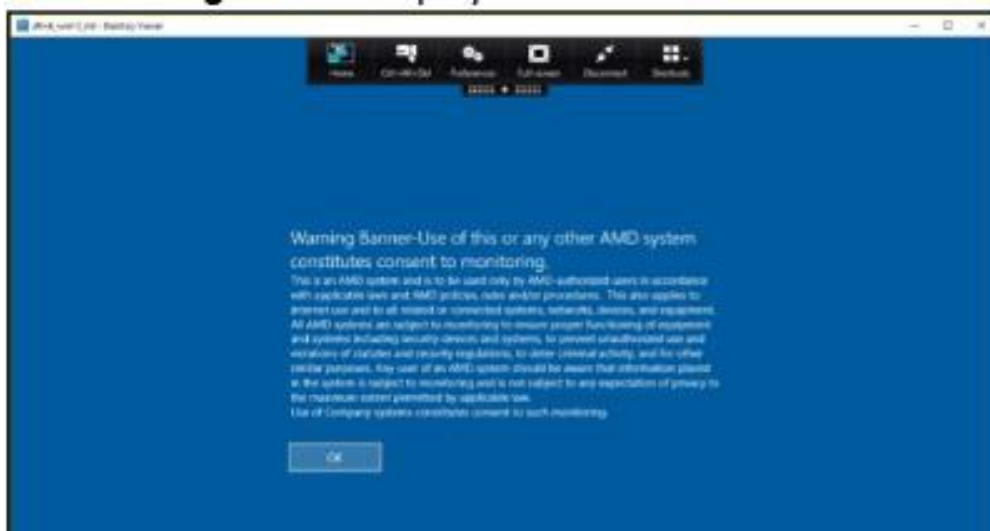 Home Ctrl+Alt+Del Preferences Full-screen Disconnect Shortcuts
Warning Banner-Use of this or any other AMD system
constitutes consent to monitoring.
This is an AMD system and is to be used only by AMD-authorized users in accordance
with applicable laws and AMD policies, rules and/or procedures. This also applies to
internet use and to all related or connected systems, networks, devices, and equipment.
All AMD systems are subject to monitoring to ensure proper functioning of equipment
and systems including security devices and systems, to prevent unauthorized use and
violations of statutes and security regulations, to deter criminal activity, and for other
similar purposes. Any user of an AMD system should be aware that information placed
in the system is subject to monitoring and is not subject to any expectation of privacy to
the maximum extent permitted by applicable law.
Use of Company systems constitutes consent to such monitoring.
OK